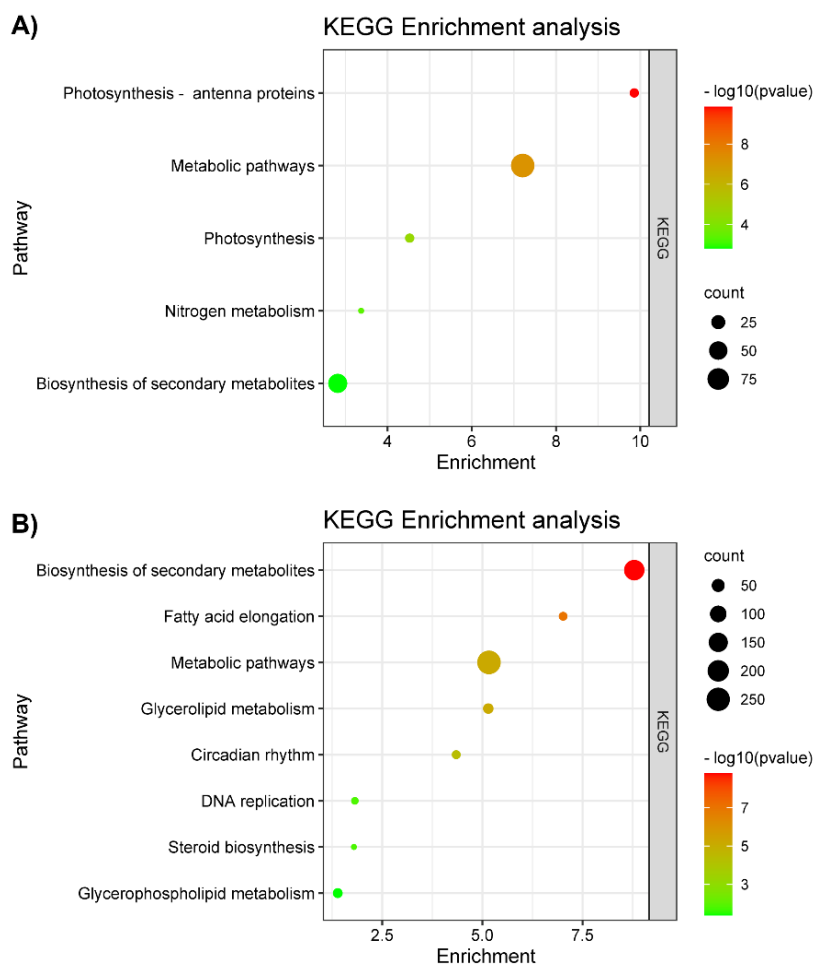 A)
KEGG Enrichment analysis
Pathway
Photosynthesis - antenna proteins
Metabolic pathways
Photosynthesis
Nitrogen metabolism
Biosynthesis of secondary metabolites
4 6 8 10
Enrichment
KEGG
- log10(pvalue)
8
6
4
count
25
50
75
B)
KEGG Enrichment analysis
Pathway
Biosynthesis of secondary metabolites
Fatty acid elongation
Metabolic pathways
Glycerolipid metabolism
Circadian rhythm
DNA replication
Steroid biosynthesis
Glycerophospholipid metabolism
2.5 5.0 7.5
Enrichment
KEGG
count
50
100
150
200
250
- log10(pvalue)
7
5
3